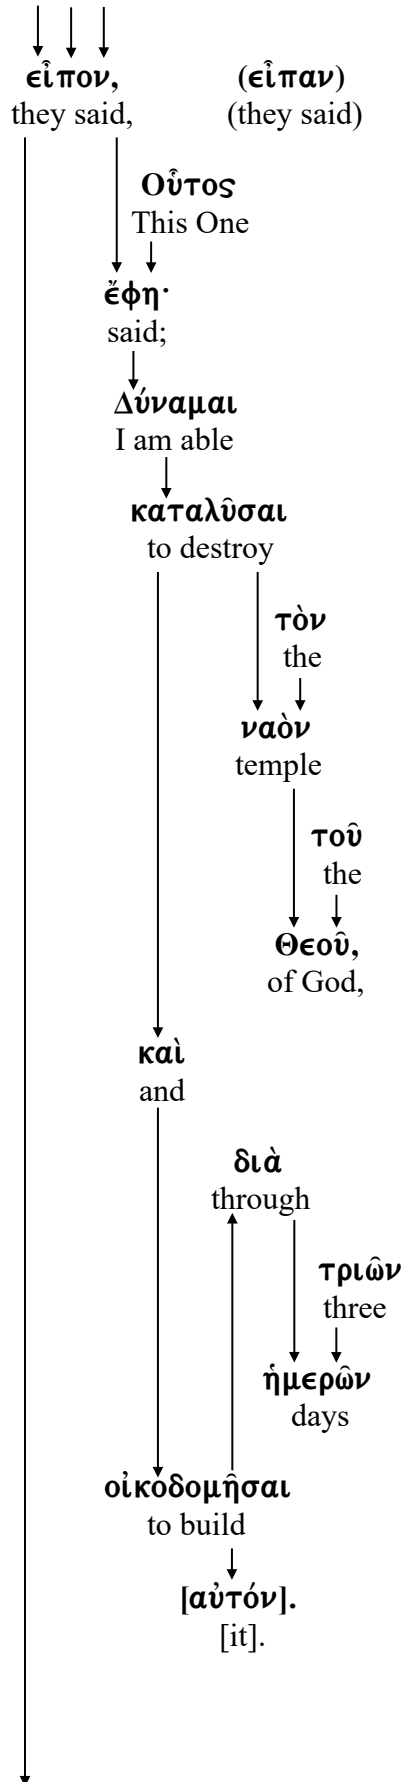 εἶπον, (εἶπαν)
they said, (they said)
Οὗτος
This One
ἔφη·
said;
Δύναμαι
I am able
καταλῦσαι
to destroy
τὸν
the
ναὸν
temple
τοῦ
the
Θεοῦ,
of God,
καὶ
and
διὰ
through
τριῶν
three
ἡμερῶν
days
οἰκοδομῆσαι
to build
[αὐτόν].
[it].